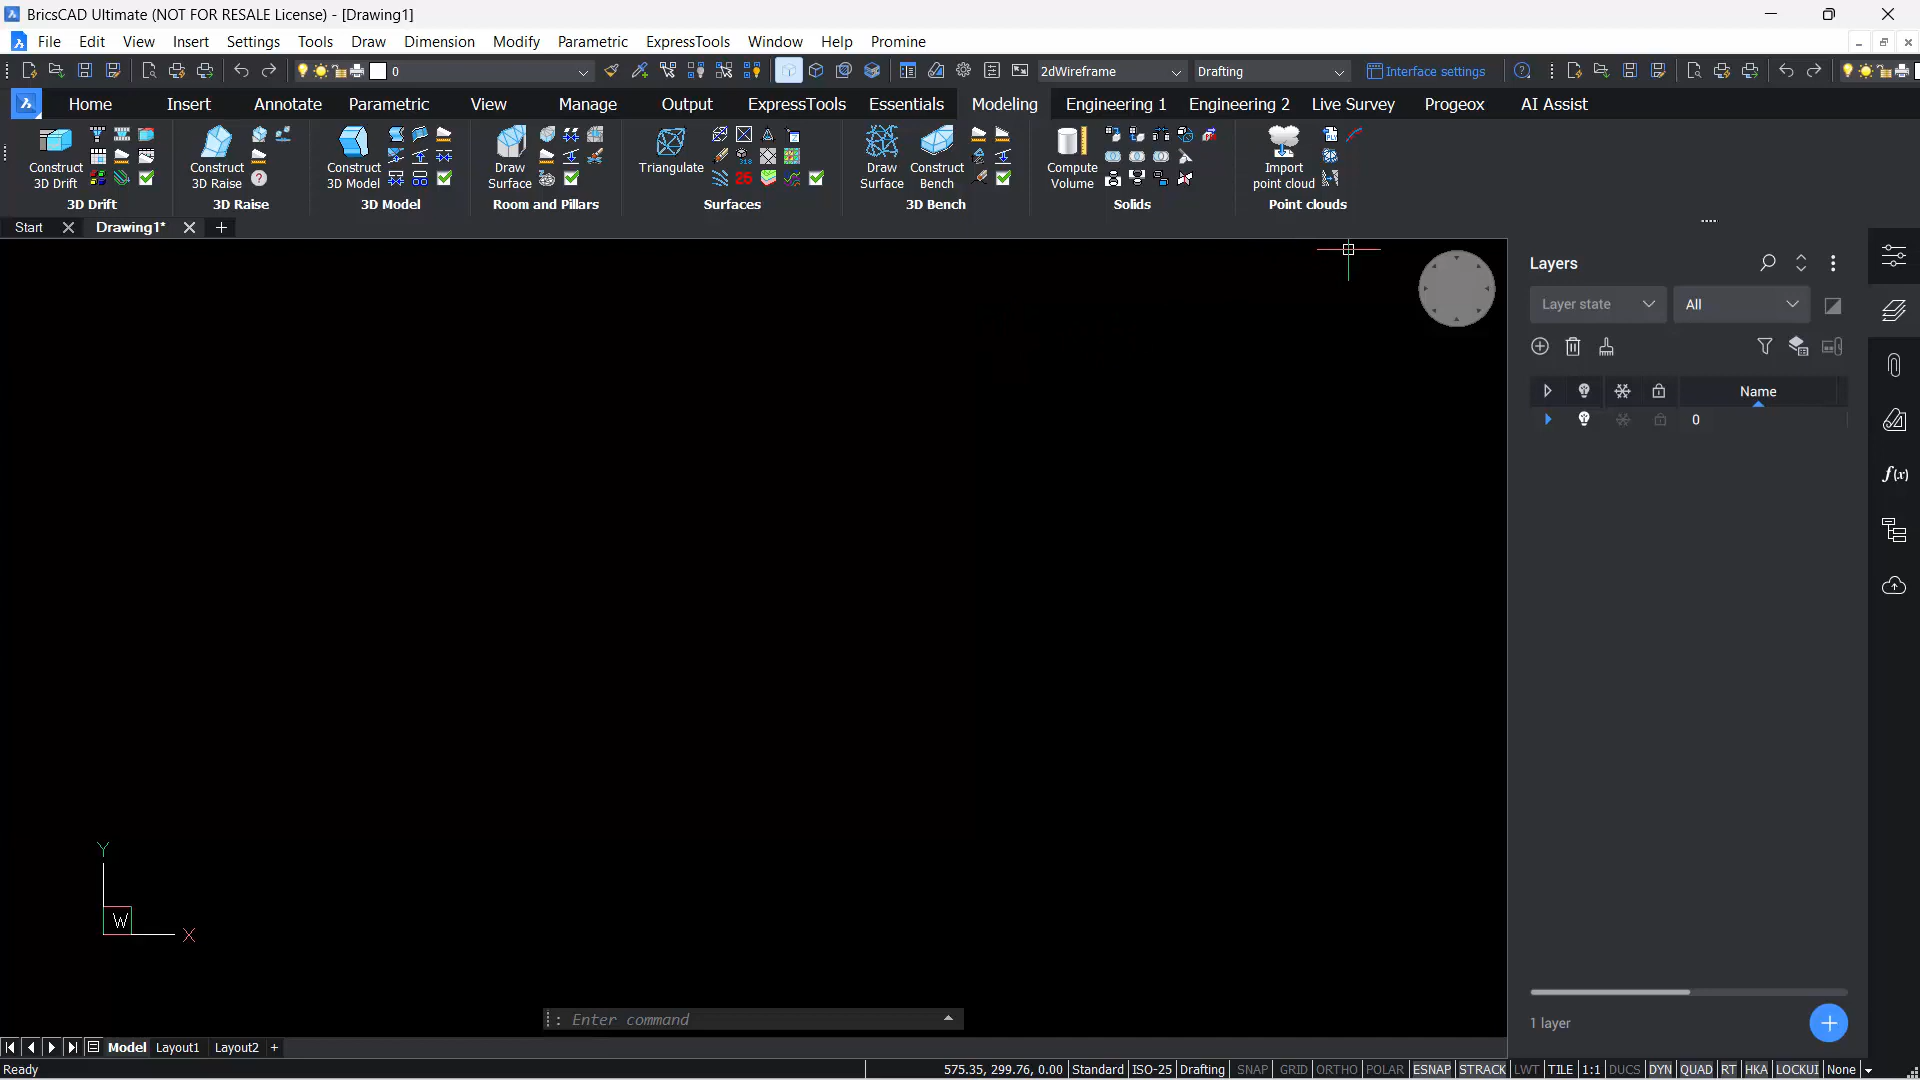 BricsCAD Ultimate (NOT FOR RESALE License) - [Drawing1]
File Edit View Insert Settings Tools Draw Dimension Modify Parametric ExpressTools Window Help Promine
0 2dWireframe Drafting Interface settings
Home Insert Annotate Parametric View Manage Output ExpressTools Essentials Modeling Engineering 1 Engineering 2 Live Survey Progeox AI Assist
Construct 3D Drift
Construct 3D Raise
Construct 3D Model
Draw Surface
Triangulate
Draw Surface
Construct Bench
Compute Volume
Import point cloud
3D Drift 3D Raise 3D Model Room and Pillars Surfaces 3D Bench Solids Point clouds
Start Drawing1*
Layers
Layer state All
Name
0
Y
W
X
: Enter command
1 layer
Model Layout1 Layout2 +
Ready 575.35, 299.76, 0.00 Standard ISO-25 Drafting SNAP GRID ORTHO POLAR ESNAP STRACK LWT TILE 1:1 DUCS DYN QUAD RT HKA LOCKUI None
f(x)